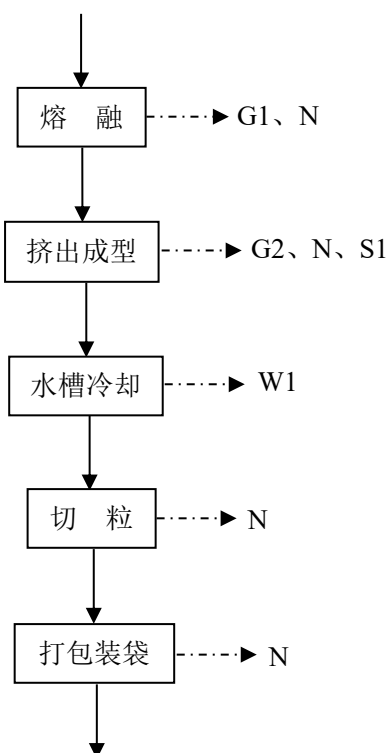 熔 融
G1、N
挤出成型
G2、N、S1
水槽冷却
W1
切 粒
N
打包装袋
N